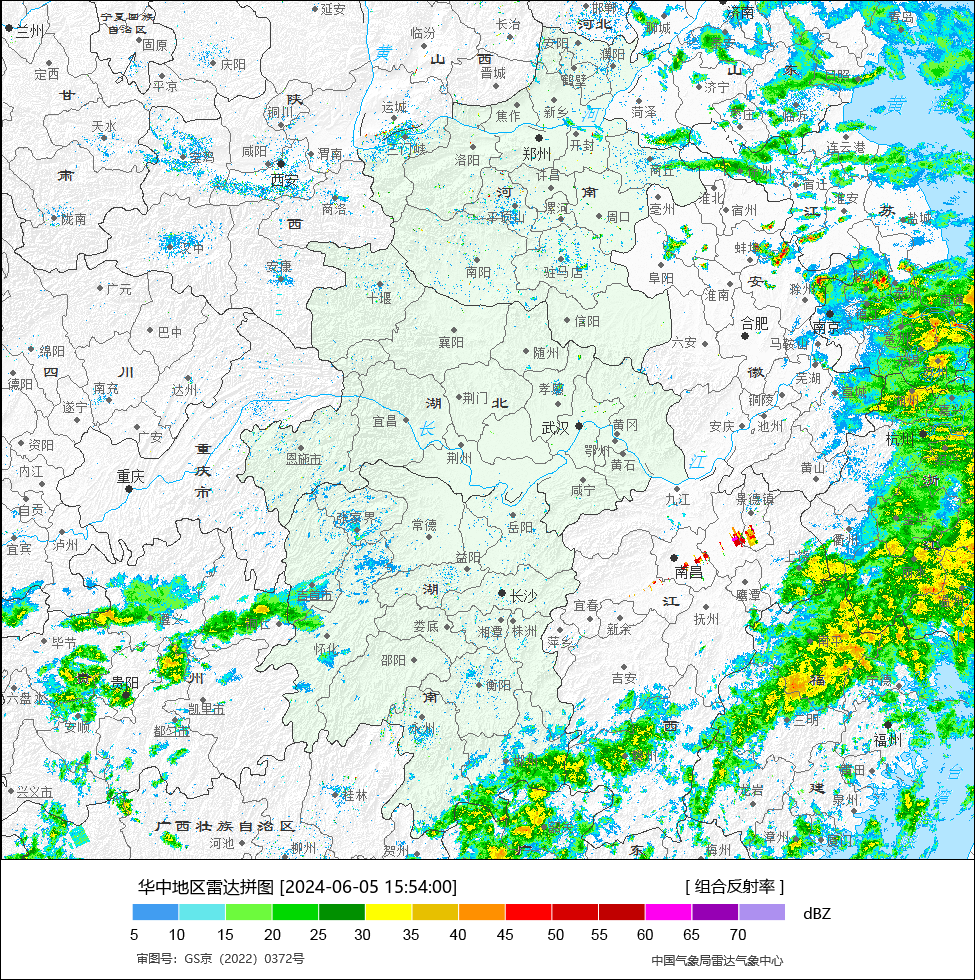 宁夏回族
自治区
延安
临汾
长治
邯郸
河北
聊城
济南
青岛
兰州
固原
庆阳
黄
山
西
安阳
濮阳
定西
平凉
晋城
鹤壁
山
东
日照
甘
陕
铜川
运城
焦作
新乡
河
菏泽
济宁
临沂
黄
天水
宝鸡
咸阳
渭南
三门峡
洛阳
郑州
开封
商丘
连云港
肃
西安
许昌
宿迁
陇南
商洛
河
南
平顶山
漯河
周口
亳州
淮北
宿州
江
淮安
苏
盐城
西
汉中
安康
南阳
驻马店
阜阳
蚌埠
广元
十堰
信阳
淮南
安
滁州
巴中
襄阳
合肥
南京
绵阳
随州
六安
马鞍山
四
川
德阳
南充
达州
孝感
徽
芜湖
遂宁
宜昌
湖
荆门
北
铜陵
广安
长
武汉
黄冈
安庆
池州
杭州
资阳
重
庆
市
恩施市
荆州
鄂州
黄石
江
黄山
内江
重庆
咸宁
九江
景德镇
浙
自贡
张家界
常德
岳阳
衢州
宜宾
泸州
益阳
南昌
上饶
江
吉首市
湖
长沙
宜春
江
鹰潭
遵义
娄底
湘潭
株洲
新余
抚州
毕节
怀化
萍乡
南平
贵
贵阳
州
邵阳
吉安
福
六盘水
南
衡阳
凯里市
安顺
都匀市
永州
西
三明
福州
兴义市
桂林
龙岩
建
莆田
泉州
台
广西壮族自治区
河池
柳州
贺州
广
东
梅州
漳州
厦门
华中地区雷达拼图 [2024-06-05 15:54:00]
[ 组合反射率 ]
dBZ
5 10 15 20 25 30 35 40 45 50 55 60 65 70
审图号：GS京（2022）0372号
中国气象局雷达气象中心